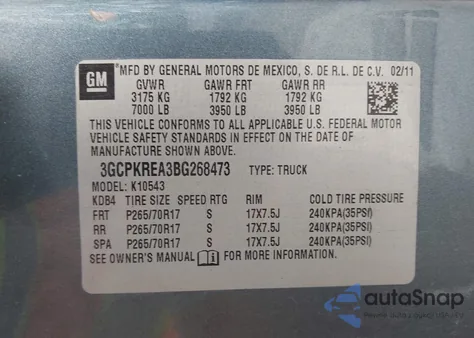 GM
MFD BY GENERAL MOTORS DE MEXICO, S. DE R.L. DE C.V. 02/11
GVWR GAWR FRT GAWR RR
3175 KG 1792 KG 1792 KG
7000 LB 3950 LB 3950 LB
THIS VEHICLE CONFORMS TO ALL APPLICABLE U.S. FEDERAL MOTOR
VEHICLE SAFETY STANDARDS IN EFFECT ON THE DATE OF
MANUFACTURE SHOWN ABOVE.
3GCPKREA3BG268473 TYPE: TRUCK
MODEL: K10543
KDB4 TIRE SIZE SPEED RTG RIM COLD TIRE PRESSURE
FRT P265/70R17 S 17X7.5J 240KPA(35PSI)
RR P265/70R17 S 17X7.5J 240KPA(35PSI)
SPA P265/70R17 S 17X7.5J 240KPA(35PSI)
SEE OWNER'S MANUAL FOR MORE INFORMATION.
autoSnap